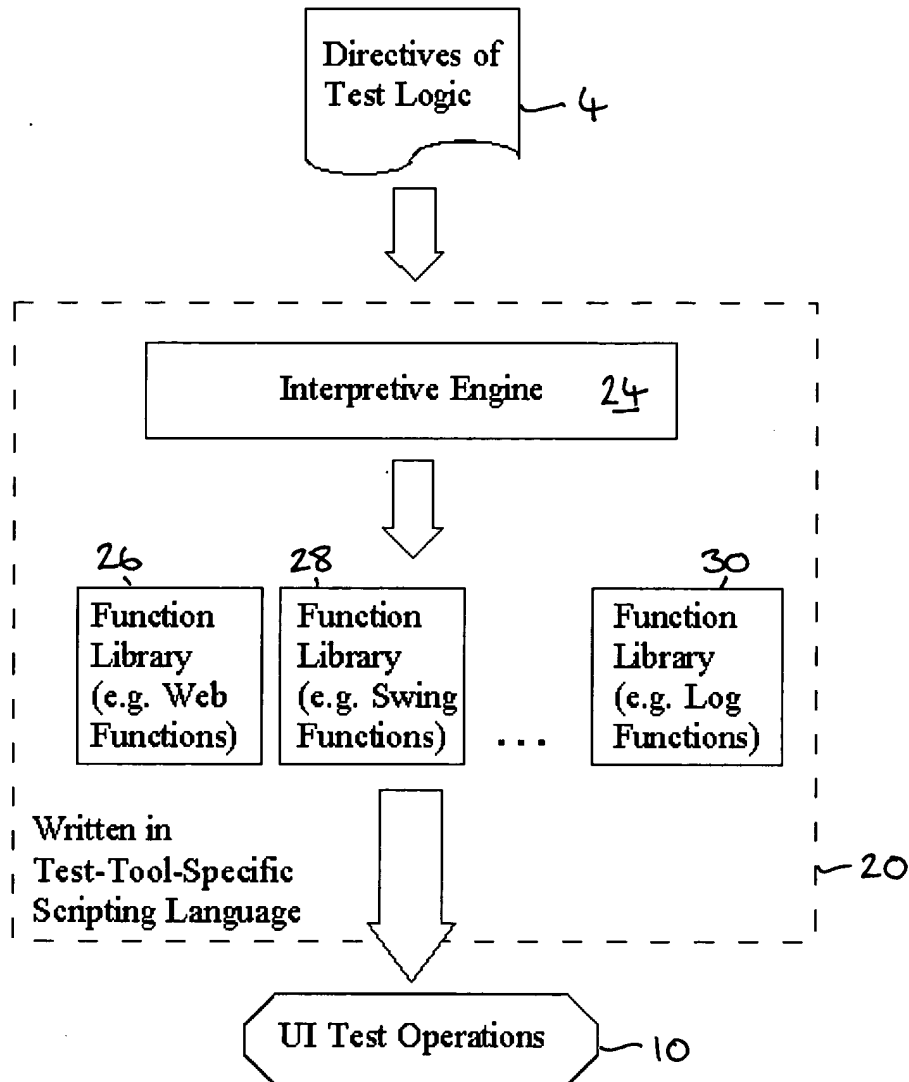 Directives of
Test Logic
4
Interpretive Engine 24
26
28
30
Function
Library
(e.g. Web
Functions)
Function
Library
(e.g. Swing
Functions)
...
Function
Library
(e.g. Log
Functions)
Written in
Test-Tool-Specific
Scripting Language
20
UI Test Operations
10